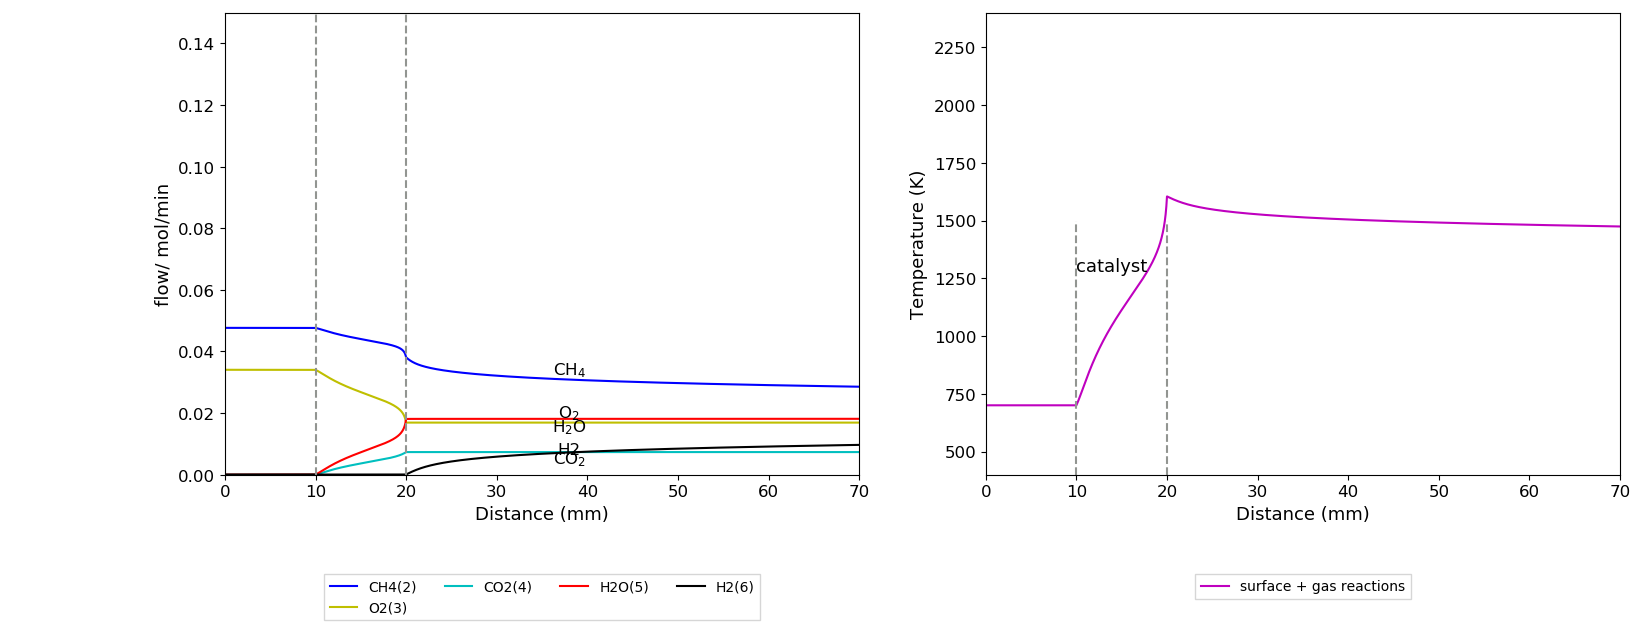 0.14
0.12
0.10
0.08
0.06
0.04
0.02
0.00
flow/ mol/min
0 10 20 30 40 50 60 70
Distance (mm)
CH4
O2
H2O
H2
CO2
CH4(2) CO2(4) H2O(5) H2(6)
O2(3)
2250
2000
1750
1500
1250
1000
750
500
Temperature (K)
catalyst
0 10 20 30 40 50 60 70
Distance (mm)
surface + gas reactions